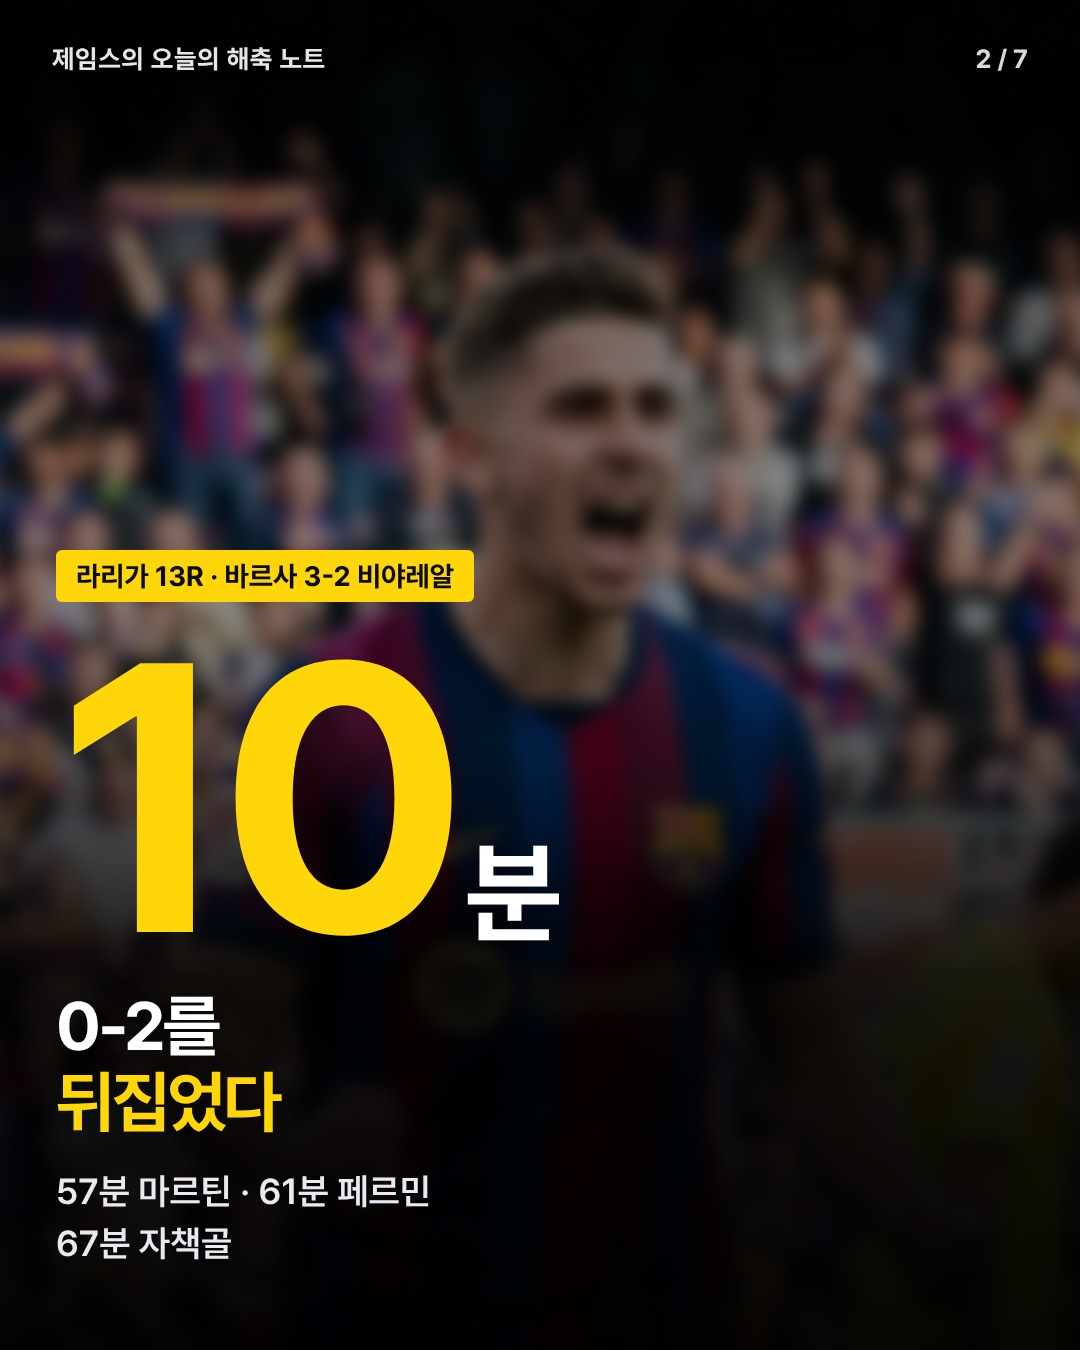 제임스의 오늘의 해축 노트
2 / 7
라리가 13R · 바르사 3-2 비야레알
10분
0-2를
뒤집었다
57분 마르틴 · 61분 페르민
67분 자책골